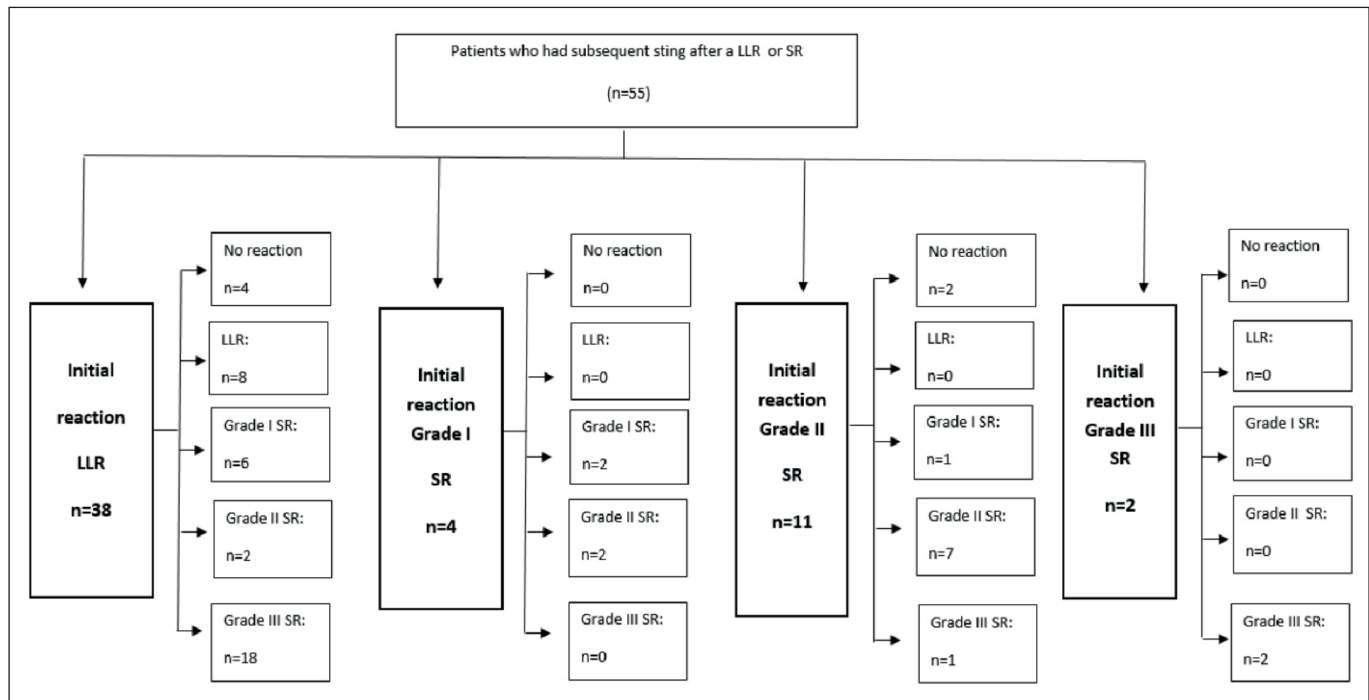 Patients who had subsequent sting after a LLR or SR
(n=55)
Initial
reaction
LLR
n=38
No reaction
n=4
LLR:
n=8
Grade I SR:
n=6
Grade II SR:
n=2
Grade III SR:
n=18
Initial
reaction
Grade I
SR
n=4
No reaction
n=0
LLR:
n=0
Grade I SR:
n=2
Grade II SR:
n=2
Grade III SR:
n=0
Initial
reaction
Grade II
SR
n=11
No reaction
n=2
LLR:
n=0
Grade I SR:
n=1
Grade II SR:
n=7
Grade III SR:
n=1
Initial
reaction
Grade III
SR
n=2
No reaction
n=0
LLR:
n=0
Grade I SR:
n=0
Grade II SR:
n=0
Grade III SR:
n=2